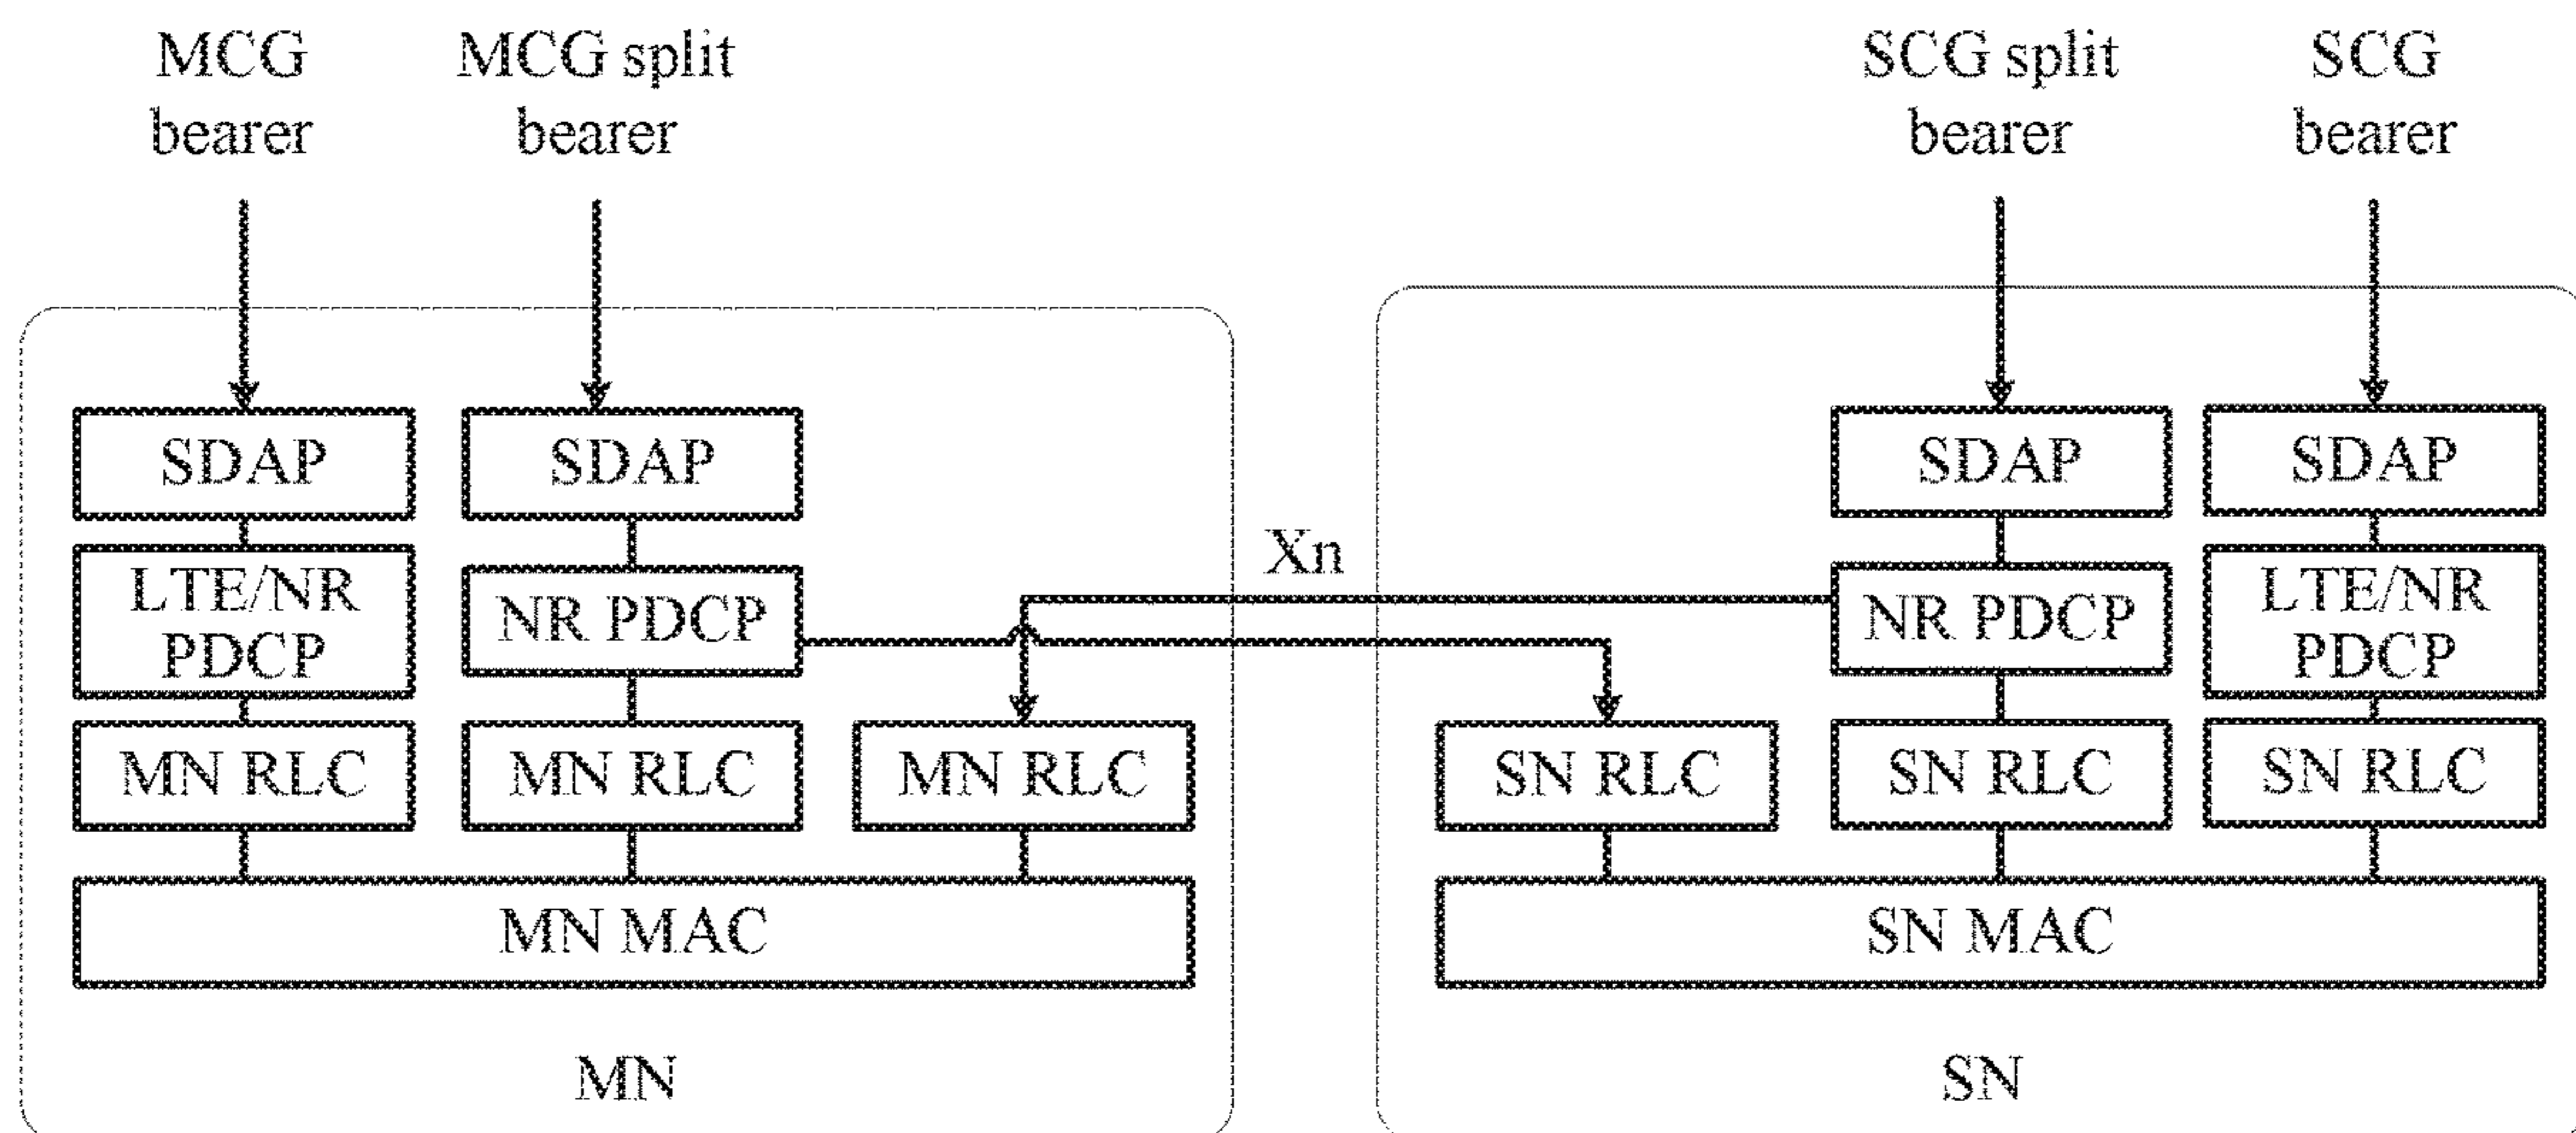 MCG
bearer
MCG split
bearer
SCG split
bearer
SCG
bearer
SDAP
SDAP
SDAP
SDAP
Xn
LTE/NR
PDCP
NR PDCP
NR PDCP
LTE/NR
PDCP
MN RLC
MN RLC
MN RLC
SN RLC
SN RLC
SN RLC
MN MAC
SN MAC
MN
SN